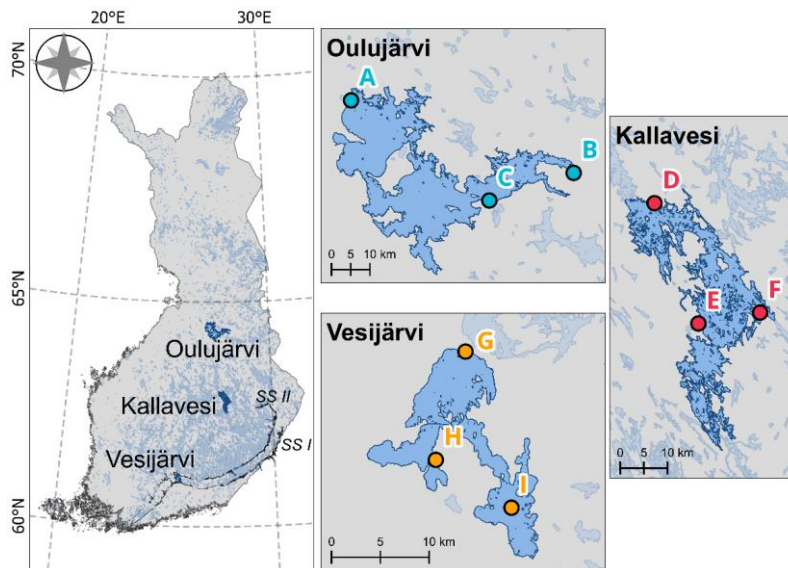 20°E
30°E
70°N
65°N
60°N
Oulujärvi
Kallavesi
Vesijärvi
SS II
SS I
Oulujärvi
A
B
C
0 5 10 km
Vesijärvi
G
H
I
0 5 10 km
Kallavesi
D
E
F
0 5 10 km